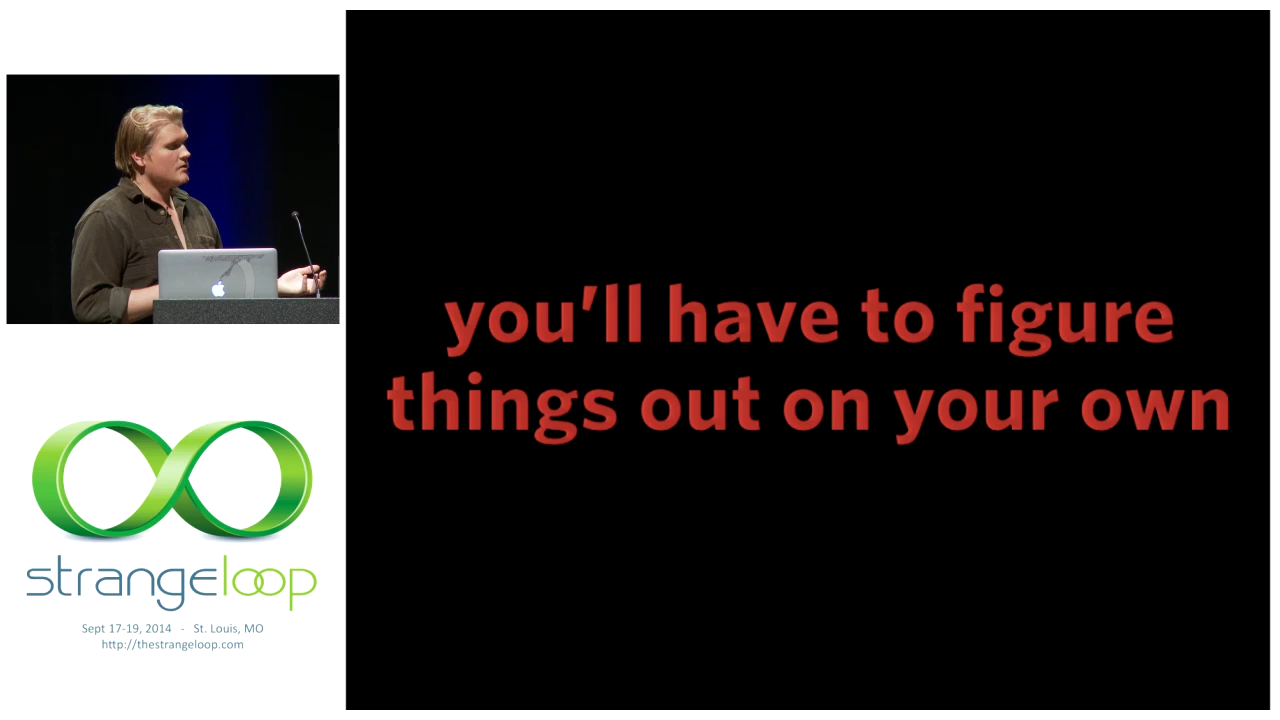 you’ll have to figure
things out on your own
strangeloop
Sept 17-19, 2014 - St. Louis, MO
http://thestrangeloop.com